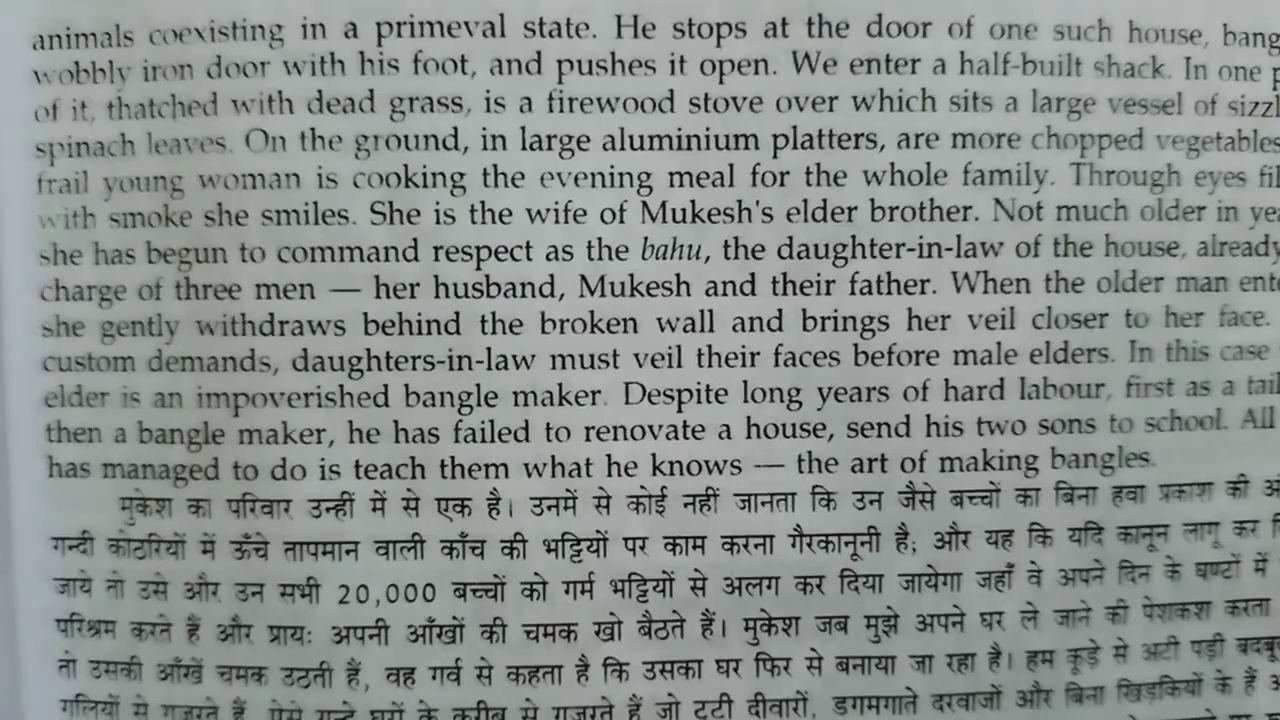 animals coexisting in a primeval state. He stops at the door of one such house,
wobbly iron door with his foot, and pushes it open. We enter a half-built shack. In one
of it, thatched with dead grass, is a firewood stove over which sits a large vessel of
spinach leaves. On the ground, in large aluminium platters, are more chopped vegetables
frail young woman is cooking the evening meal for the whole family. Through eyes
with smoke she smiles. She is the wife of Mukesh's elder brother. Not much older in
she has begun to command respect as the bahu, the daughter-in-law of the house, already
charge of three men — her husband, Mukesh and their father. When the older man
she gently withdraws behind the broken wall and brings her veil closer to her face.
custom demands, daughters-in-law must veil their faces before male elders. In this case
elder is an impoverished bangle maker. Despite long years of hard labour, first as a
then a bangle maker, he has failed to renovate a house, send his two sons to school. All
has managed to do is teach them what he knows — the art of making bangles.
मुकेश का परिवार उन्हीं में से एक है। उनमें से कोई नहीं जानता कि उन जैसे बच्चों का बिना हवा प्रकाश की
गन्दी कोठरियों में ऊँचे तापमान वाली काँच की भट्टियों पर काम करना गैरकानूनी है; और यह कि यदि कानून लागू कर
जाये तो उसे और उन सभी 20,000 बच्चों को गर्म भट्टियों से अलग कर दिया जायेगा जहाँ वे अपने दिन के घण्टों में
परिश्रम करते हैं और प्रायः अपनी आँखों की चमक खो बैठते हैं। मुकेश जब मुझे अपने घर ले जाने की पेशकश करता
तो उसकी आँखें चमक उठती हैं, वह गर्व से कहता है कि उसका घर फिर से बनाया जा रहा है। हम कूड़े से अटी पड़ी
गलियों से गुजरते हैं, ऐसे गन्दे घरों के करीब से गुजरते हैं जो टूटी दीवारों, डगमगाते दरवाजों और बिना खिड़कियों के हैं